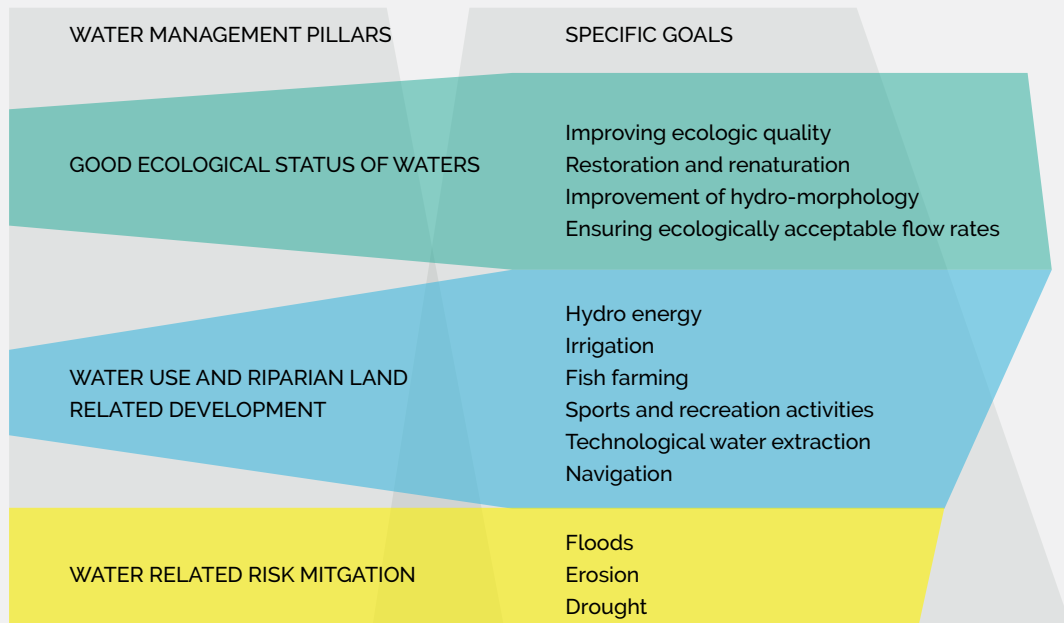 WATER MANAGEMENT PILLARS
SPECIFIC GOALS
GOOD ECOLOGICAL STATUS OF WATERS
Improving ecologic quality
Restoration and renaturation
Improvement of hydro-morphology
Ensuring ecologically acceptable flow rates
WATER USE AND RIPARIAN LAND
RELATED DEVELOPMENT
Hydro energy
Irrigation
Fish farming
Sports and recreation activities
Technological water extraction
Navigation
WATER RELATED RISK MITGATION
Floods
Erosion
Drought